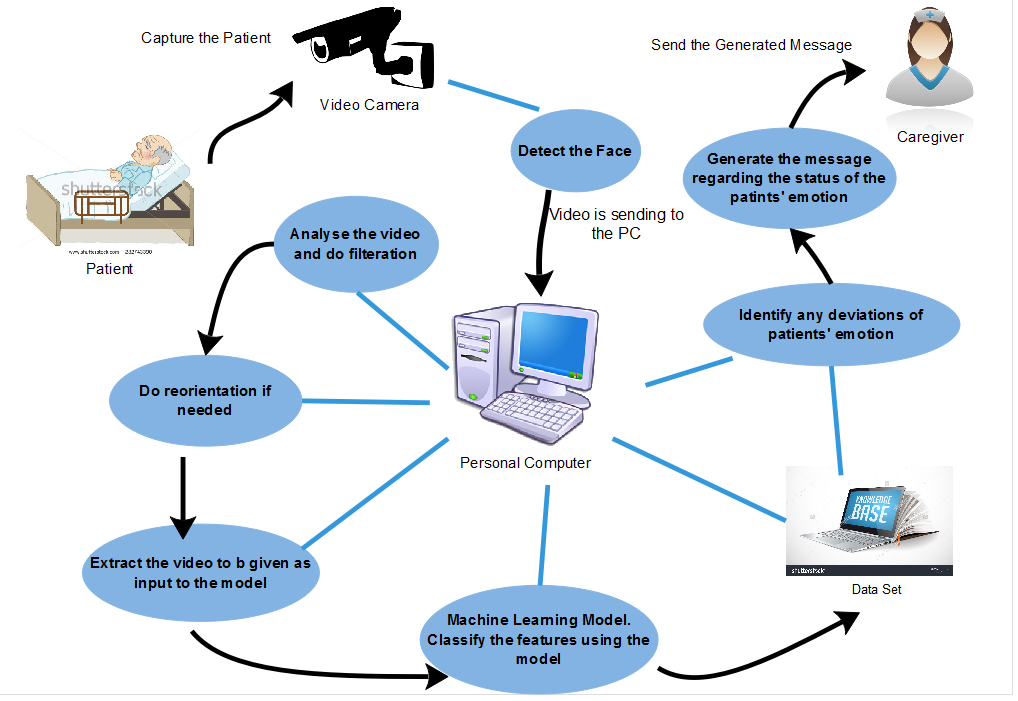 Capture the Patient
Video Camera
Send the Generated Message
Caregiver
shutterstock
Patient
Detect the Face
Video is sending to
the PC
Generate the message
regarding the status of the
patints' emotion
Analyse the video
and do filteration
Identify any deviations of
patients' emotion
Do reorientation if
needed
Personal Computer
KNOWLEDGE
BASE
shutterstock
Data Set
Extract the video to b given as
input to the model
Machine Learning Model.
Classify the features using the
model